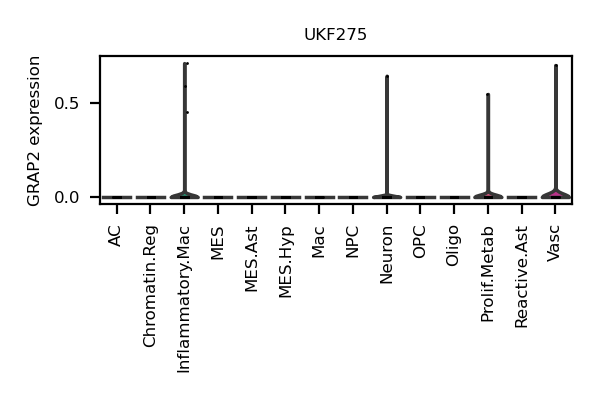 UKF275
GRAP2 expression
0.5
0.0
AC
Chromatin.Reg
Inflammatory.Mac
MES
MES.Ast
MES.Hyp
Mac
NPC
Neuron
OPC
Oligo
Prolif.Metab
Reactive.Ast
Vasc